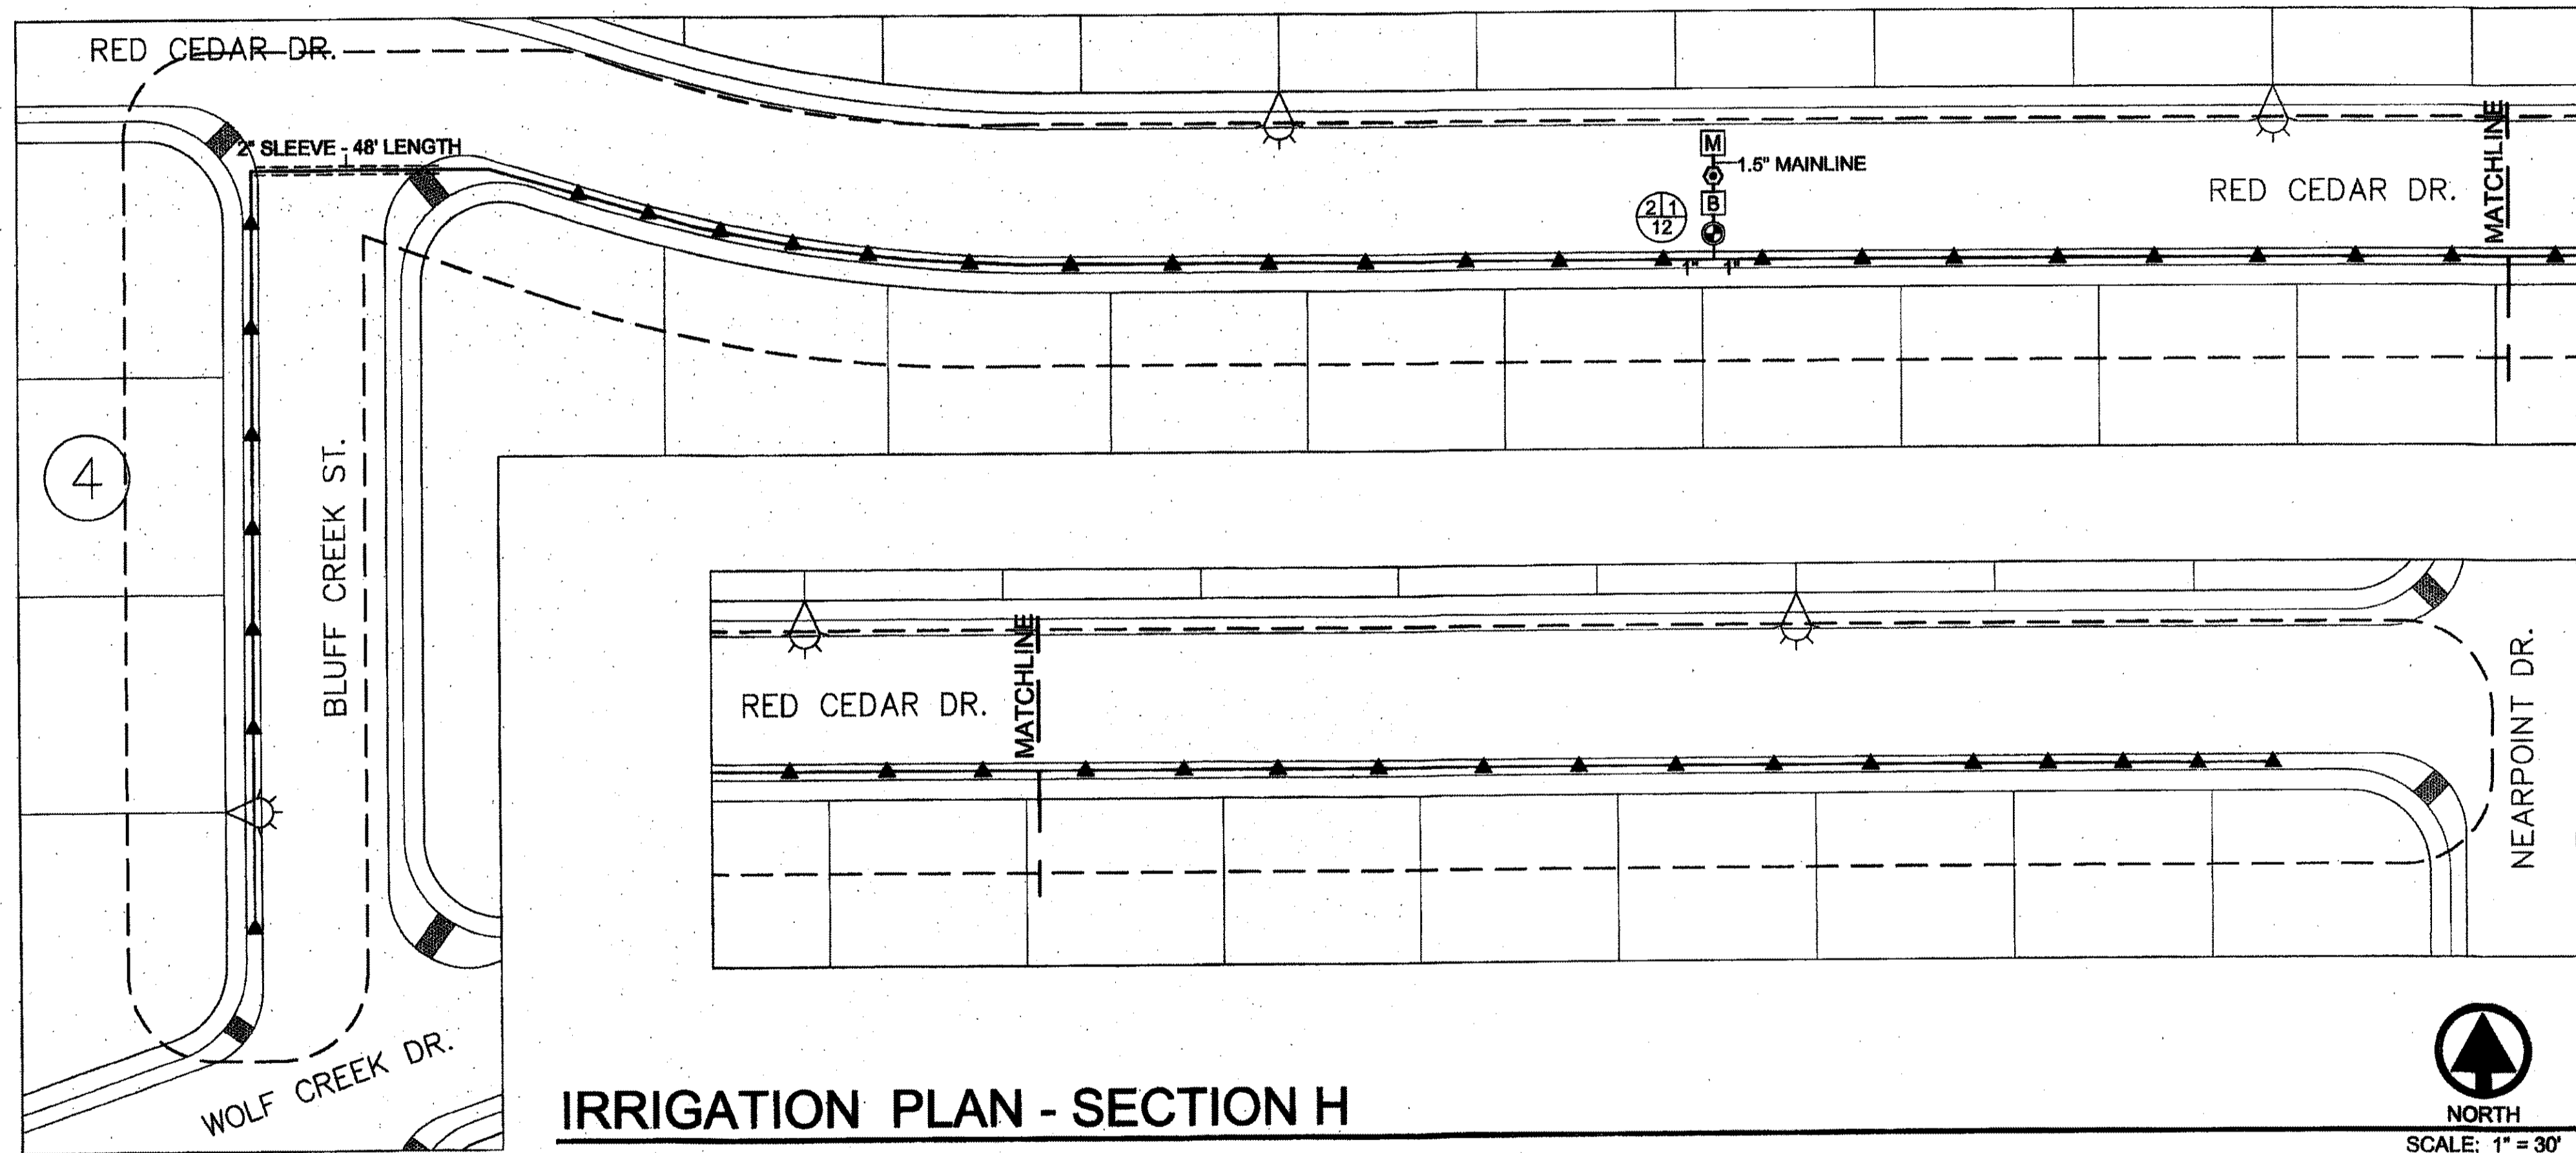 RED CEDAR DR.
2" SLEEVE - 48' LENGTH
M
1.5" MAINLINE
B
2 1
12
1" 1"
RED CEDAR DR.
MATCHLINE
4
BLUFF CREEK ST.
WOLF CREEK DR.
RED CEDAR DR.
MATCHLINE
NEARPOINT DR.
IRRIGATION PLAN - SECTION H
NORTH
SCALE: 1" = 30'